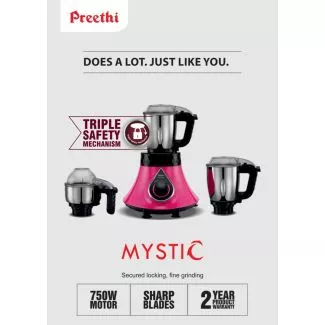 Preethi
DOES A LOT. JUST LIKE YOU.
TRIPLE
SAFETY
MECHANISM
MYSTIC
Secured locking, fine grinding
750W
MOTOR
SHARP
BLADES
2 YEAR
PRODUCT
WARRANTY